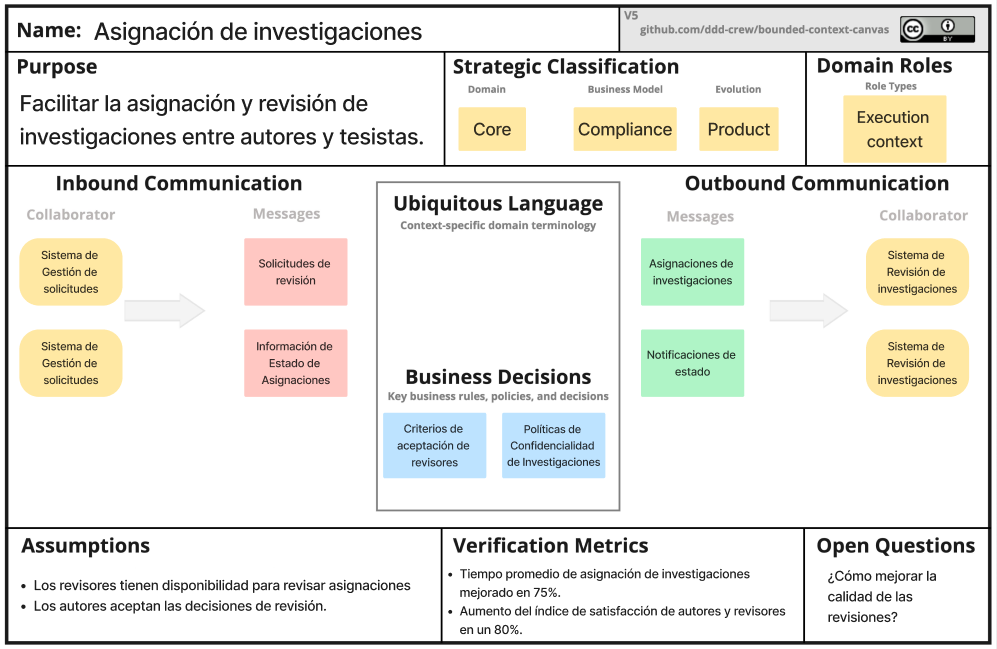 Name: Asignación de investigaciones
V5
github.com/ddd-crew/bounded-context-canvas
cc
BY
Purpose
Facilitar la asignación y revisión de
investigaciones entre autores y tesistas.
Strategic Classification
Domain
Business Model
Evolution
Core
Compliance
Product
Domain Roles
Role Types
Execution
context
Inbound Communication
Collaborator
Messages
Sistema de
Gestión de
solicitudes
Solicitudes de
revisión
Sistema de
Gestión de
solicitudes
Información de
Estado de
Asignaciones
Ubiquitous Language
Context-specific domain terminology
Business Decisions
Key business rules, policies, and decisions
Criterios de
aceptación de
revisores
Políticas de
Confidencialidad
de Investigaciones
Outbound Communication
Messages
Collaborator
Asignaciones de
investigaciones
Sistema de
Revisión de
investigaciones
Notificaciones de
estado
Sistema de
Revisión de
investigaciones
Assumptions
• Los revisores tienen disponibilidad para revisar asignaciones
• Los autores aceptan las decisiones de revisión.
Verification Metrics
• Tiempo promedio de asignación de investigaciones
mejorado en 75%.
• Aumento del índice de satisfacción de autores y revisores
en un 80%.
Open Questions
¿Cómo mejorar la
calidad de las
revisiones?